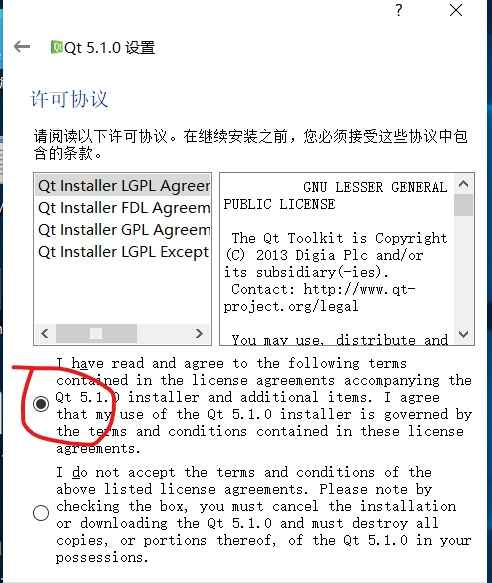 ?
Qt 5.1.0 设置
许可协议
请阅读以下许可协议。在继续安装之前，您必须接受这些协议中包
含的条款。
Qt Installer LGPL Agreer
Qt Installer FDL Agreem
Qt Installer GPL Agreem
Qt Installer LGPL Except
GNU LESSER GENERAL
PUBLIC LICENSE
The Qt Toolkit is Copyright
(C) 2013 Digia Plc and/or
its subsidiary(-ies).
Contact: http://www.qt-
project.org/legal
You may use, distribute and
I have read and agree to the following terms
contained in the license agreements accompanying the
Qt 5.1.0 installer and additional items. I agree
that my use of the Qt 5.1.0 installer is governed by
the terms and conditions contained in these license
agreements.
I do not accept the terms and conditions of the
above listed license agreements. Please note by
checking the box, you must cancel the installation
or downloading the Qt 5.1.0 and must destroy all
copies, or portions thereof, of the Qt 5.1.0 in your
possessions.